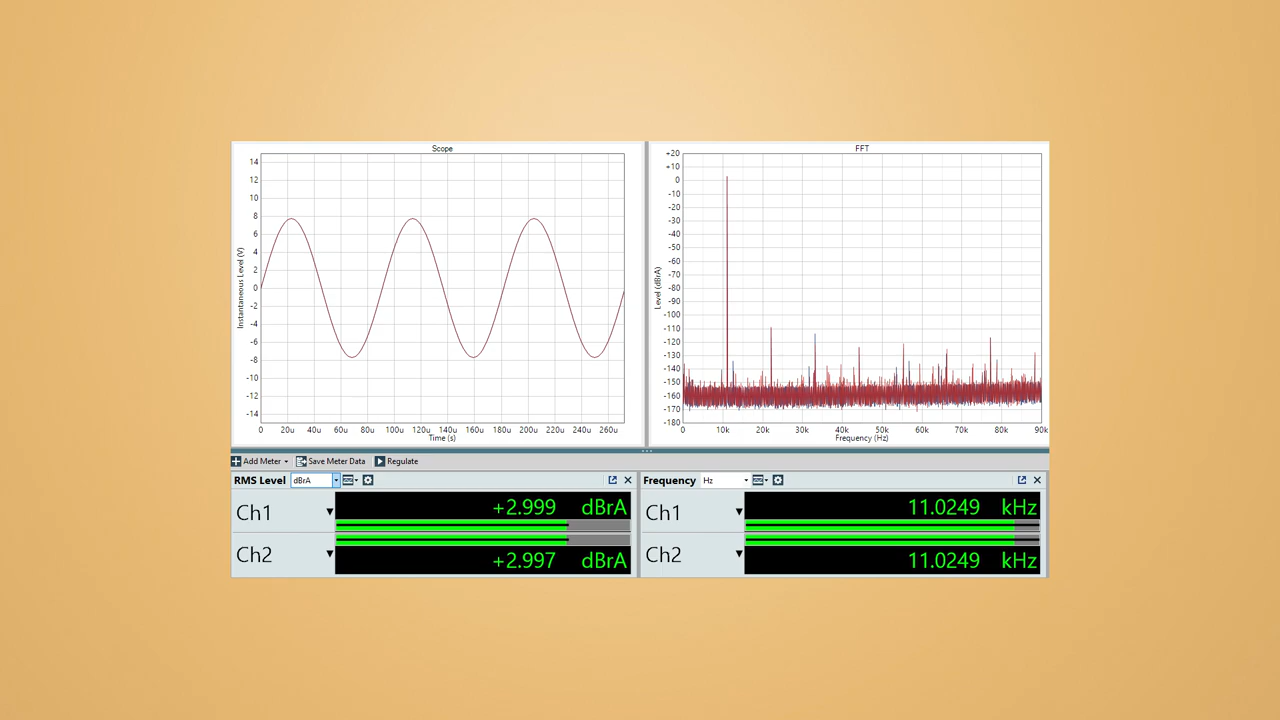 Scope
Instantaneous Level (V)
14
12
10
8
6
4
2
0
-2
-4
-6
-8
-10
-12
-14
0 20u 40u 60u 80u 100u 120u 140u 160u 180u 200u 220u 240u 260u
Time (s)
FFT
Level (dBrA)
+20
+10
0
-10
-20
-30
-40
-50
-60
-70
-80
-90
-100
-110
-120
-130
-140
-150
-160
-170
-180
0 10k 20k 30k 40k 50k 60k 70k 80k 90k
Frequency (Hz)
Add Meter Save Meter Data Regulate
RMS Level dBrA
Ch1 +2.999 dBrA
Ch2 +2.997 dBrA
Frequency Hz
Ch1 11.0249 kHz
Ch2 11.0249 kHz